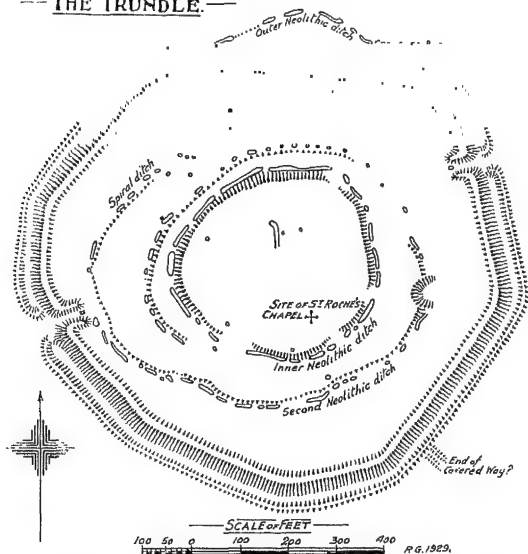 THE TRUNDLE.
Outer Neolithic ditch
Spiral ditch
SITE OF ST ROCHE'S
CHAPEL
Inner Neolithic ditch
Second Neolithic ditch
End of
Covered Way?
SCALE OF FEET
100 50 0 100 200 300 400
R.G. 1929.